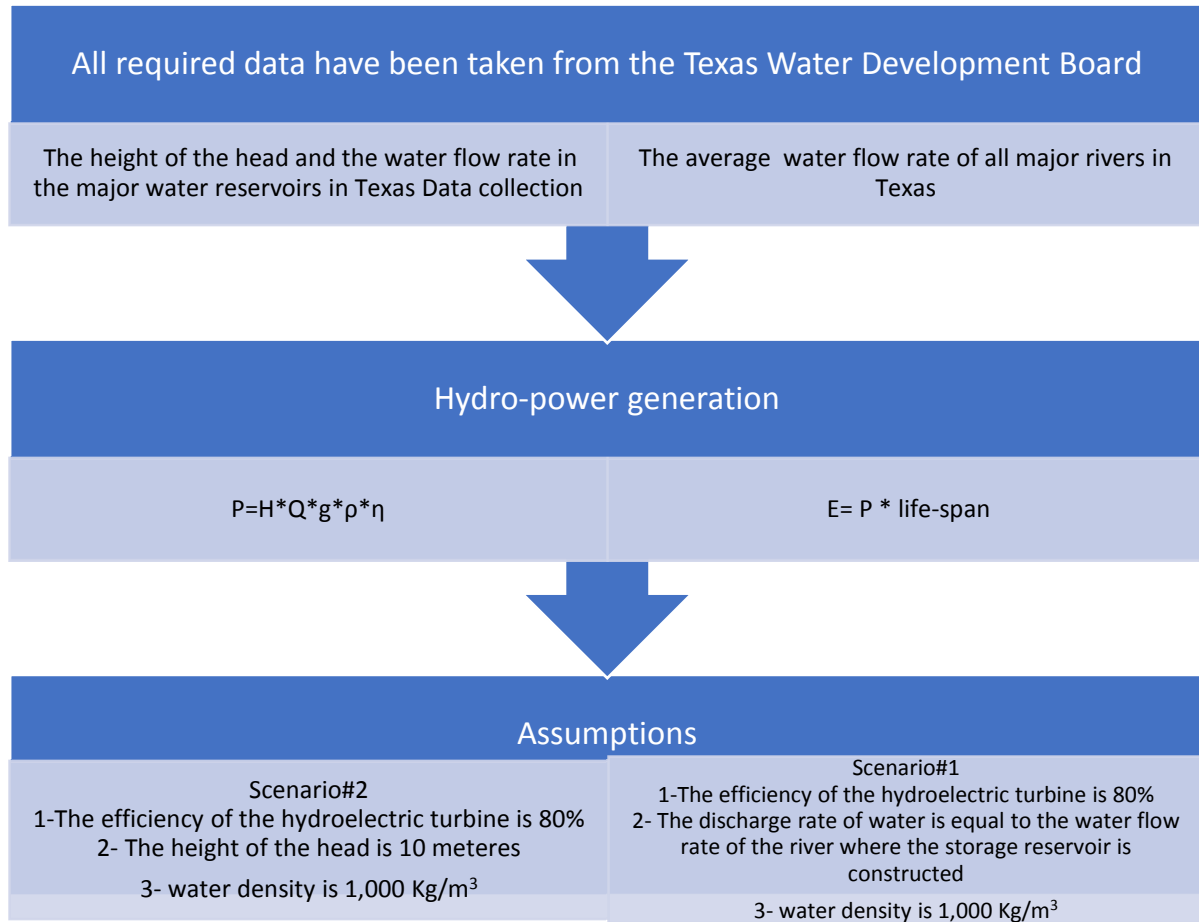 All required data have been taken from the Texas Water Development Board
The height of the head and the water flow rate in
the major water reservoirs in Texas Data collection
The average  water flow rate of all major rivers in
Texas
Hydro-power generation
P=H*Q*g*ρ*η
E= P * life-span
Assumptions
Scenario#2
1-The efficiency of the hydroelectric turbine is 80%
2- The height of the head is 10 meteres
3- water density is 1,000 Kg/m³
Scenario#1
1-The efficiency of the hydroelectric turbine is 80%
2- The discharge rate of water is equal to the water flow
rate of the river where the storage reservoir is
constructed
3- water density is 1,000 Kg/m³